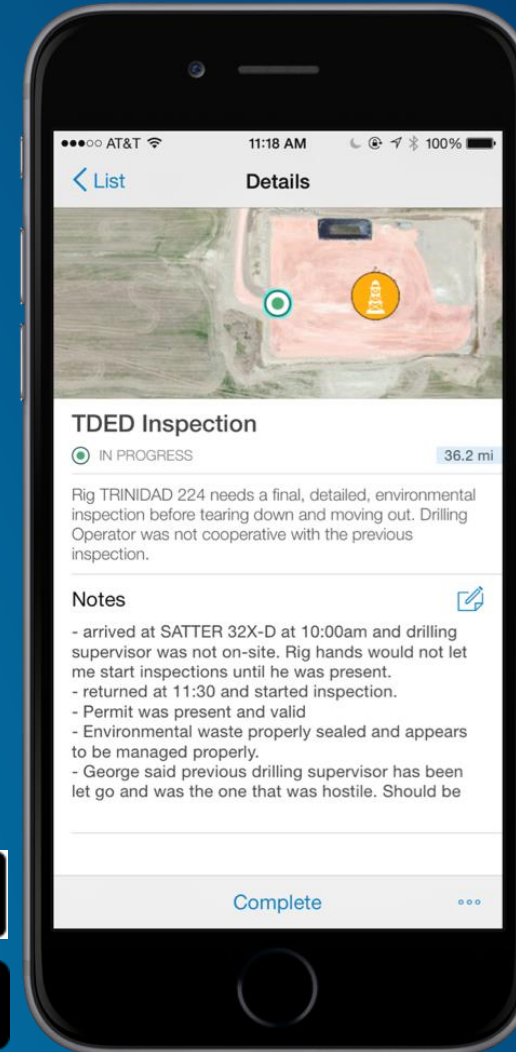 AT&T 11:18 AM 100%
List Details
TDED Inspection
IN PROGRESS 36.2 mi
Rig TRINIDAD 224 needs a final, detailed, environmental
inspection before tearing down and moving out. Drilling
Operator was not cooperative with the previous
inspection.
Notes
- arrived at SATTER 32X-D at 10:00am and drilling
supervisor was not on-site. Rig hands would not let
me start inspections until he was present.
- returned at 11:30 and started inspection.
- Permit was present and valid
- Environmental waste properly sealed and appears
to be managed properly.
- George said previous drilling supervisor has been
let go and was the one that was hostile. Should be
Complete